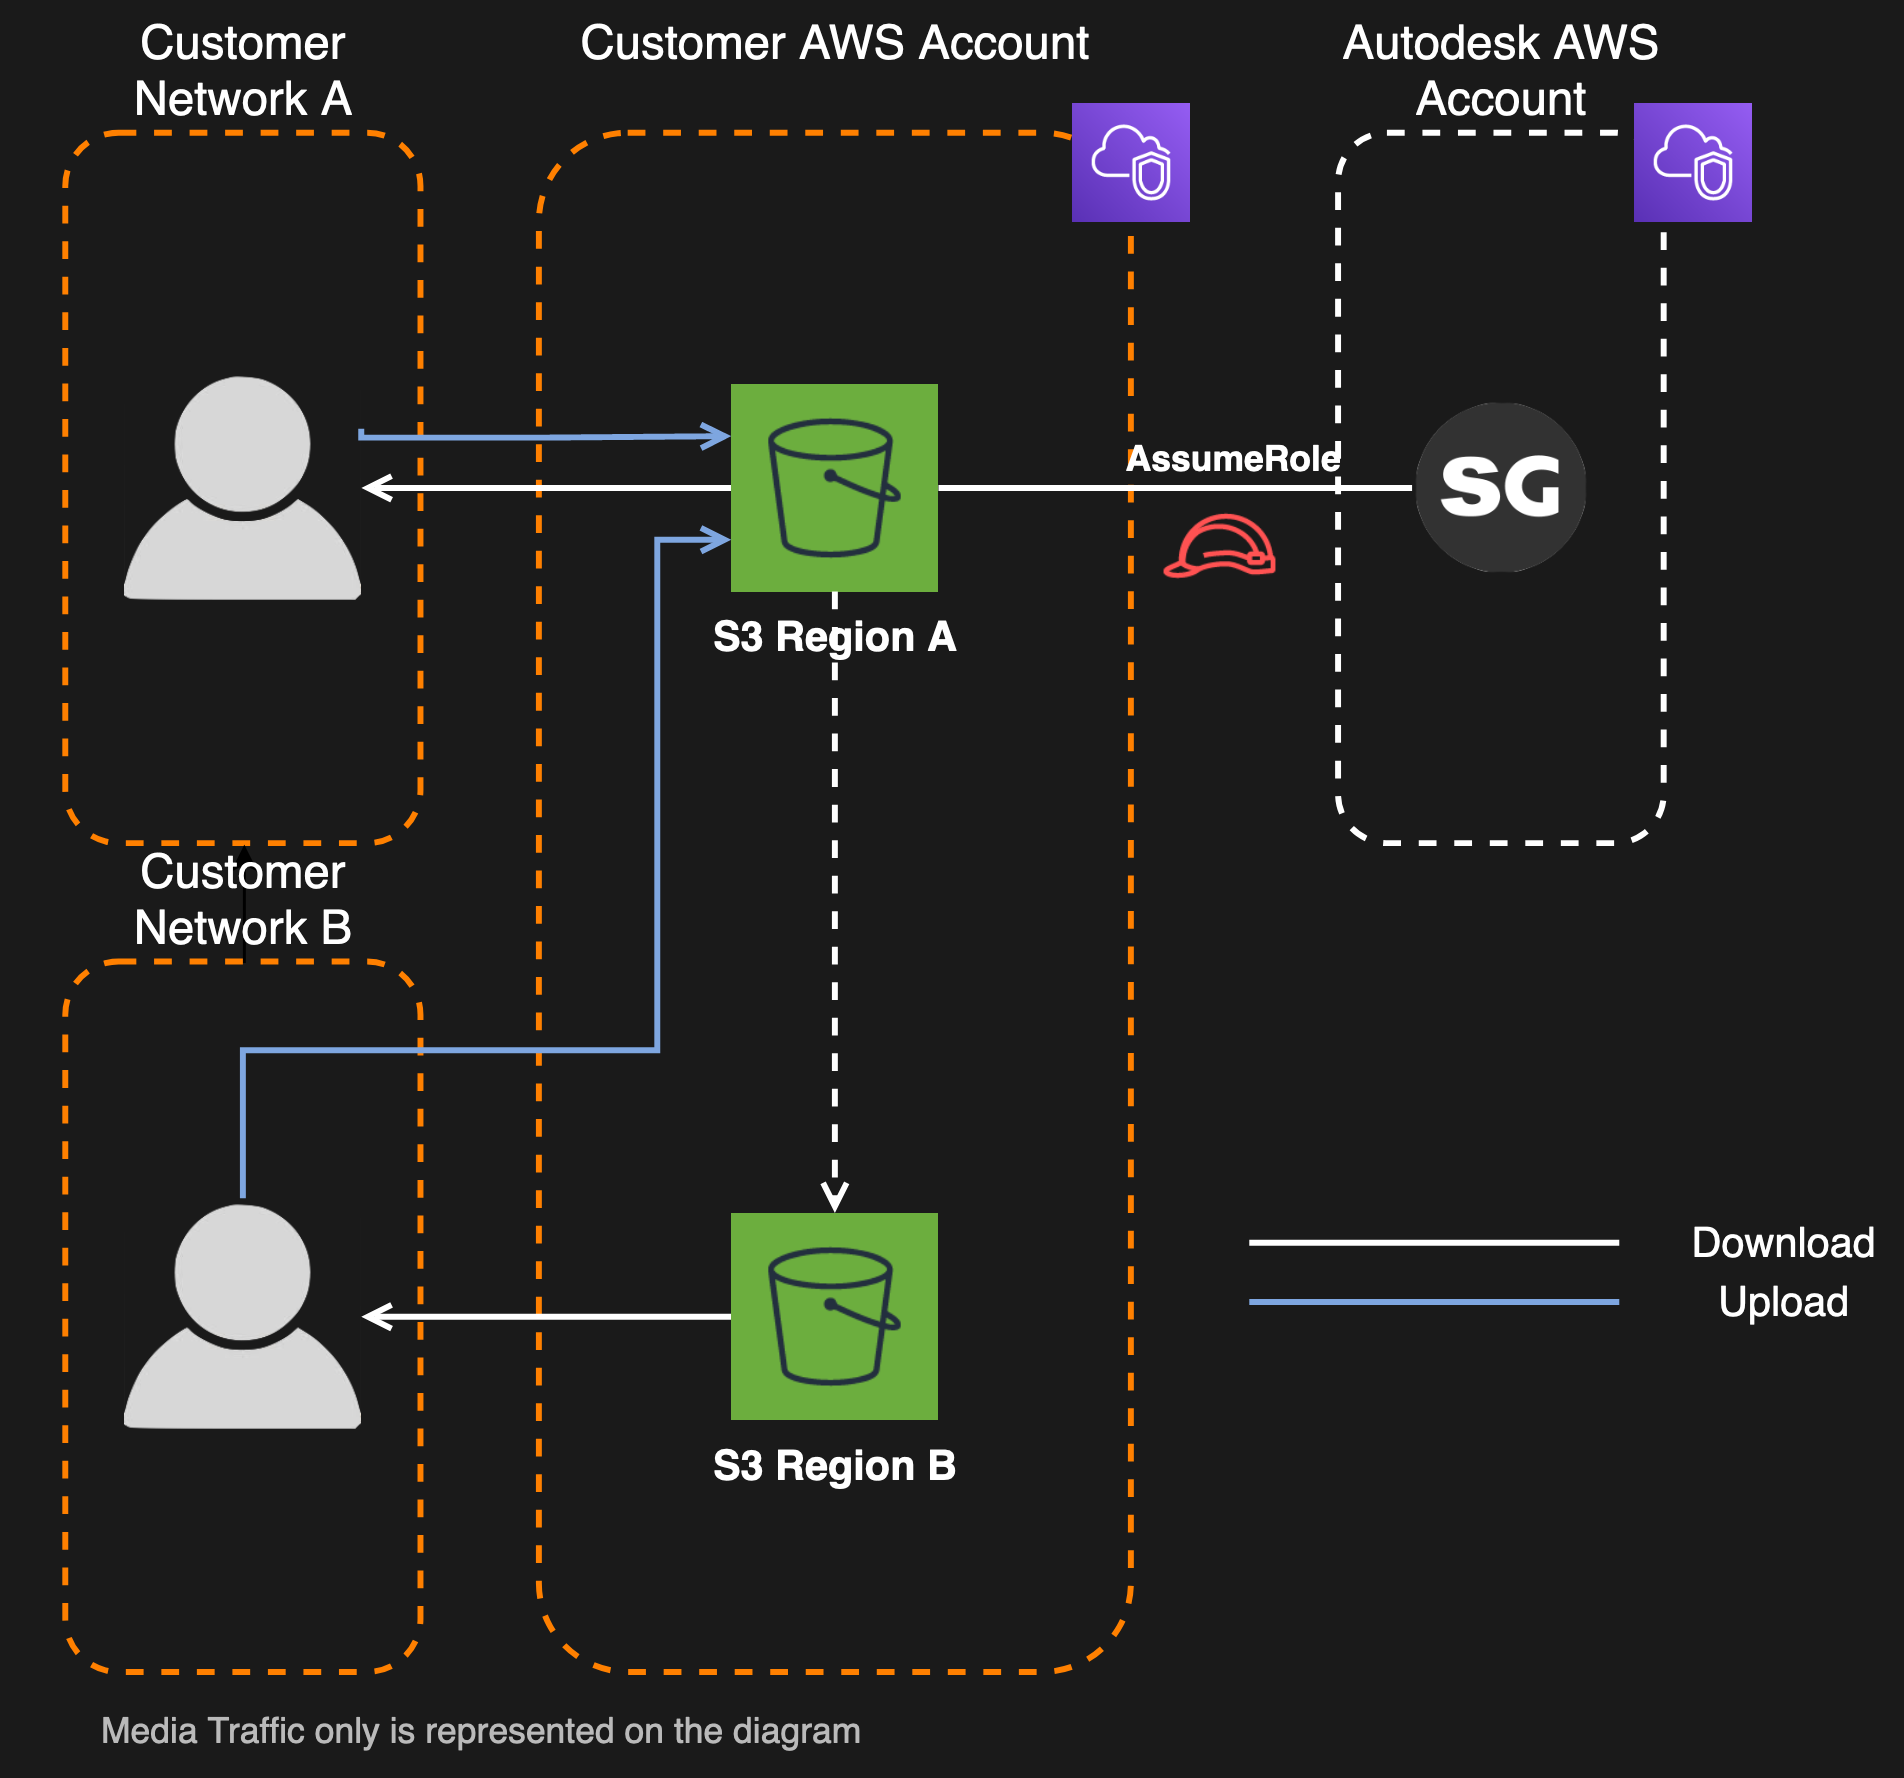 Customer
Network A
Customer AWS Account
Autodesk AWS
Account
AssumeRole
SG
S3 Region A
Customer
Network B
Download
Upload
S3 Region B
Media Traffic only is represented on the diagram